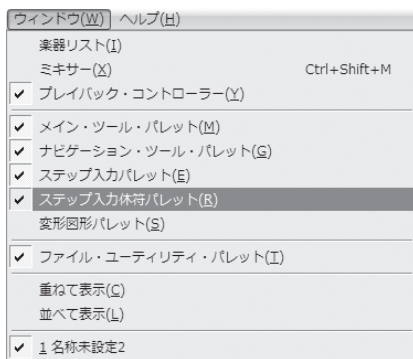 ウィンドウ(W) ヘルプ(H)
楽器リスト(I)
ミキサー(X) Ctrl+Shift+M
プレイバック・コントローラー(Y)
メイン・ツール・パレット(M)
ナビゲーション・ツール・パレット(G)
ステップ入力パレット(E)
ステップ入力休符パレット(R)
変形図形パレット(S)
ファイル・ユーティリティ・パレット(T)
重ねて表示(C)
並べて表示(L)
1 名称未設定2